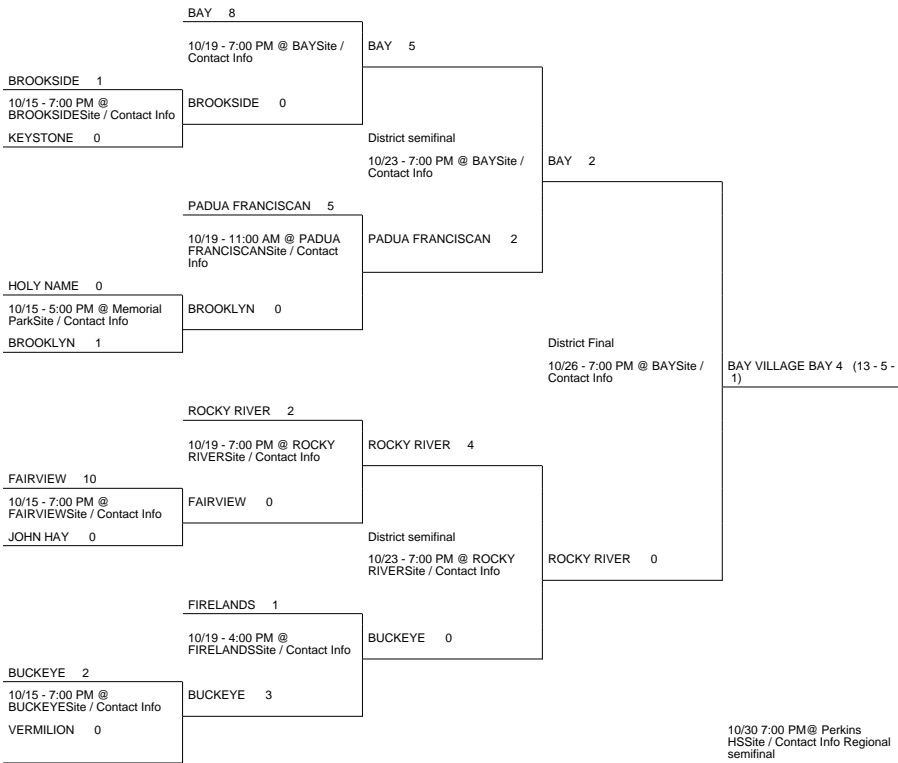 BAY 8
10/19 - 7:00 PM @ BAYSite /
Contact Info
BAY 5
BROOKSIDE 1
10/15 - 7:00 PM @
BROOKSIDESite / Contact Info
BROOKSIDE 0
KEYSTONE 0
District semifinal
10/23 - 7:00 PM @ BAYSite /
Contact Info
BAY 2
PADUA FRANCISCAN 5
10/19 - 11:00 AM @ PADUA
FRANCISCANSite / Contact
Info
PADUA FRANCISCAN 2
HOLY NAME 0
10/15 - 5:00 PM @ Memorial
ParkSite / Contact Info
BROOKLYN 0
BROOKLYN 1
District Final
10/26 - 7:00 PM @ BAYSite /
Contact Info
BAY VILLAGE BAY 4 (13 - 5 -
1)
ROCKY RIVER 2
10/19 - 7:00 PM @ ROCKY
RIVERSite / Contact Info
ROCKY RIVER 4
FAIRVIEW 10
10/15 - 7:00 PM @
FAIRVIEWSite / Contact Info
FAIRVIEW 0
JOHN HAY 0
District semifinal
10/23 - 7:00 PM @ ROCKY
RIVERSite / Contact Info
ROCKY RIVER 0
FIRELANDS 1
10/19 - 4:00 PM @
FIRELANDSSite / Contact Info
BUCKEYE 0
BUCKEYE 2
10/15 - 7:00 PM @
BUCKEYESite / Contact Info
BUCKEYE 3
VERMILION 0
10/30 7:00 PM@ Perkins
HSSite / Contact Info Regional
semifinal